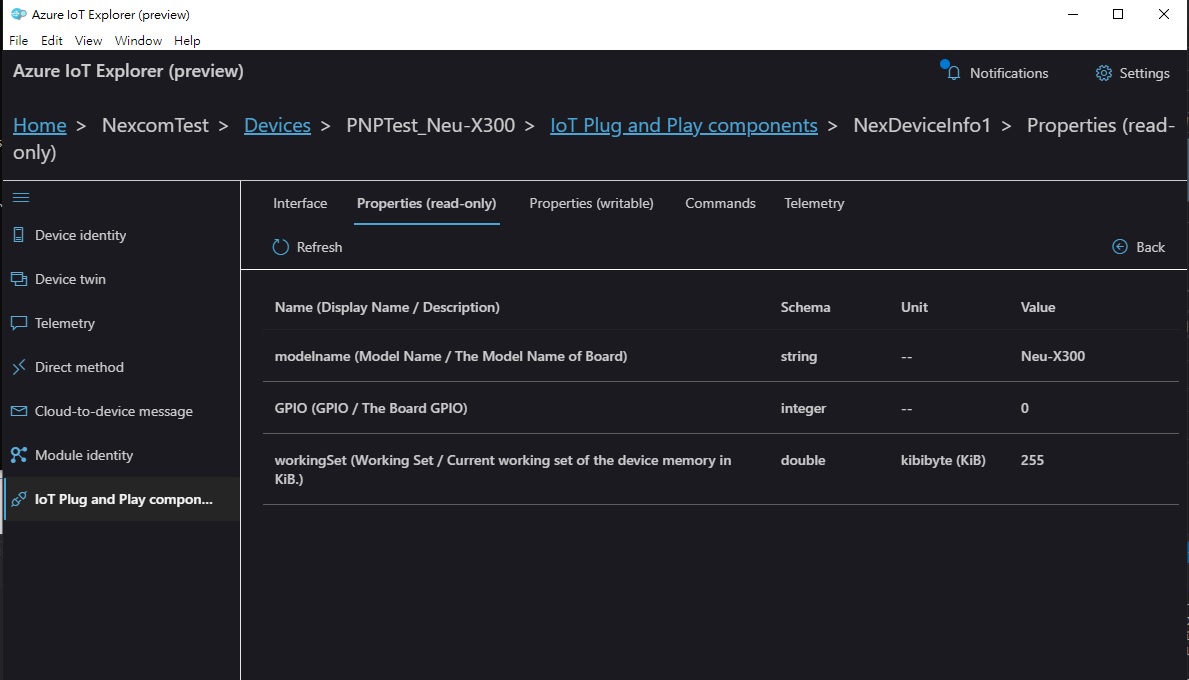 Azure IoT Explorer (preview)
File Edit View Window Help
Azure IoT Explorer (preview)
Notifications
Settings
Home > NexcomTest > Devices > PNPTest_Neu-X300 > IoT Plug and Play components > NexDeviceInfo1 > Properties (read-
only)
Interface Properties (read-only) Properties (writable) Commands Telemetry
Refresh
Back
Device identity
Device twin
Telemetry
Direct method
Cloud-to-device message
Module identity
IoT Plug and Play compon...
Name (Display Name / Description) Schema Unit Value
modelname (Model Name / The Model Name of Board) string -- Neu-X300
GPIO (GPIO / The Board GPIO) integer -- 0
workingSet (Working Set / Current working set of the device memory in double kibibyte (KiB) 255
KiB.)